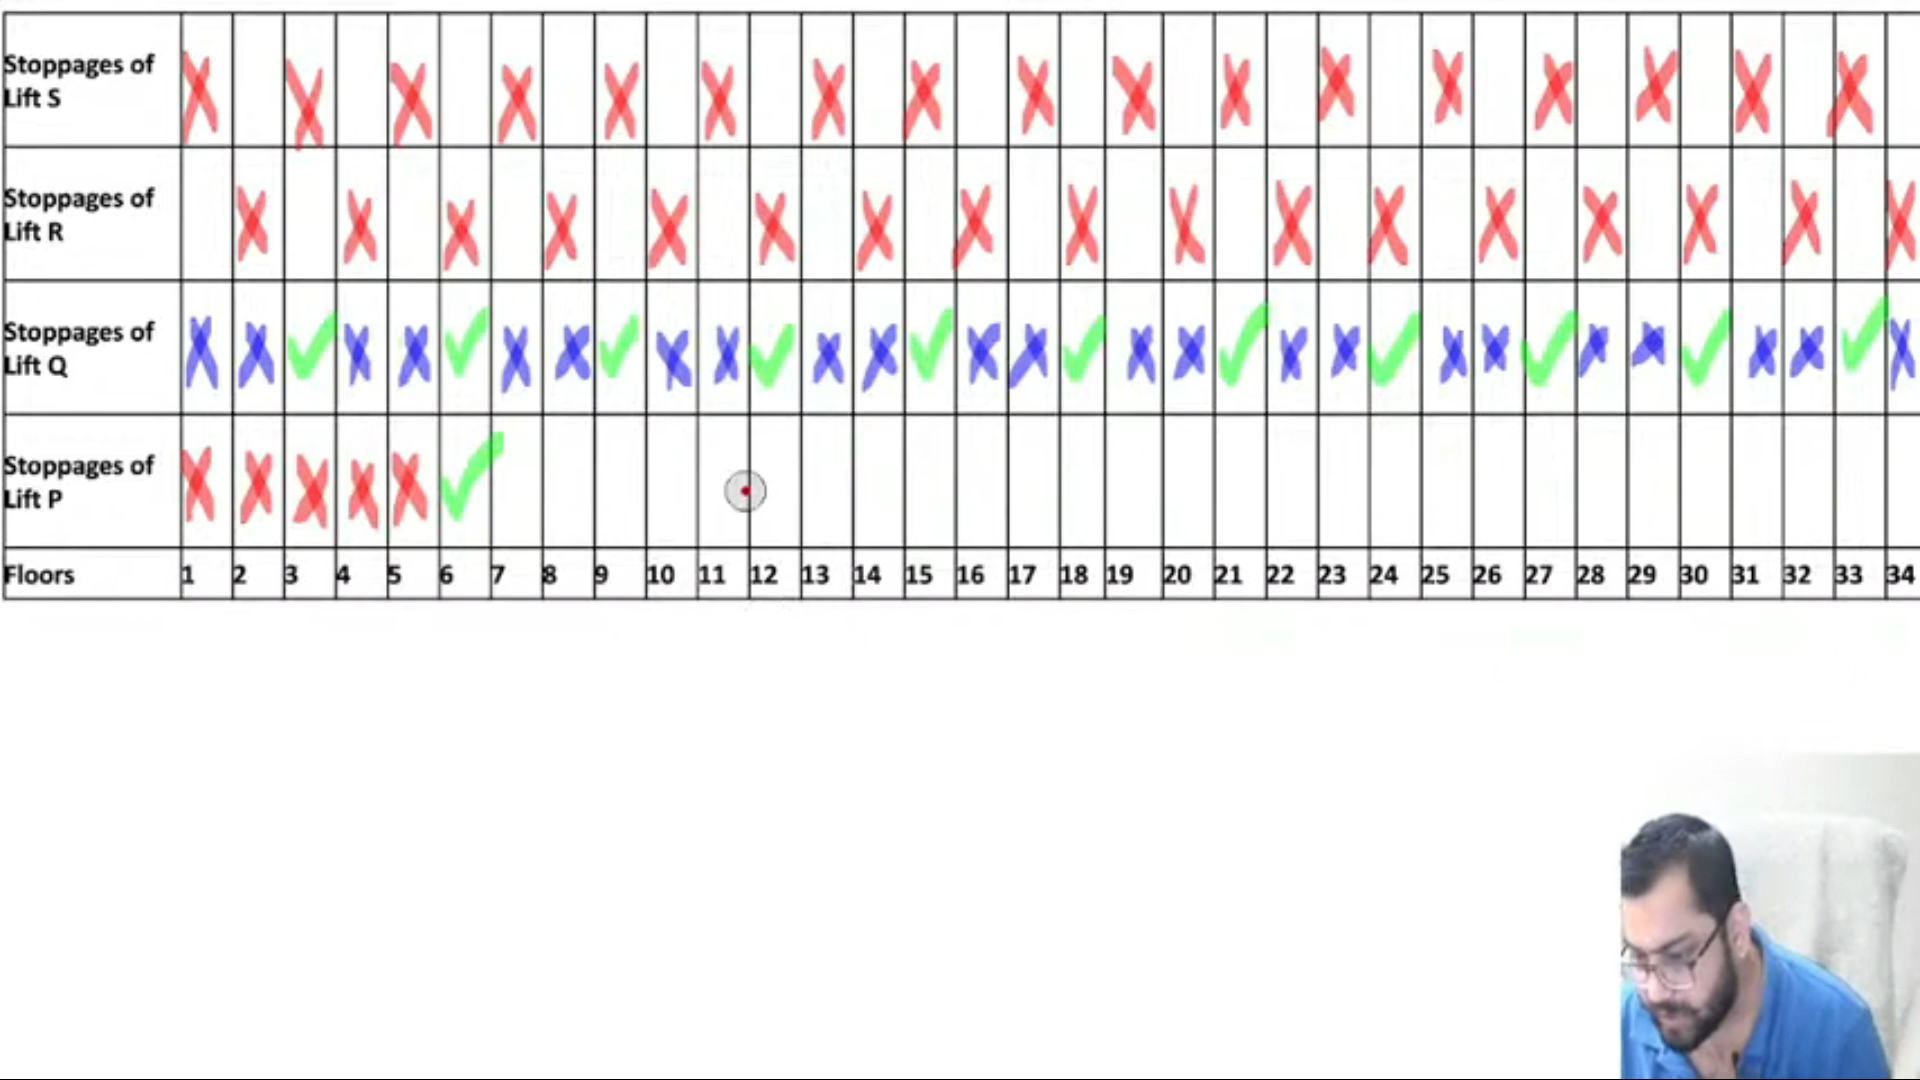 Stoppages of
Lift S
Stoppages of
Lift R
Stoppages of
Lift Q
Stoppages of
Lift P
Floors 1 2 3 4 5 6 7 8 9 10 11 12 13 14 15 16 17 18 19 20 21 22 23 24 25 26 27 28 29 30 31 32 33 34